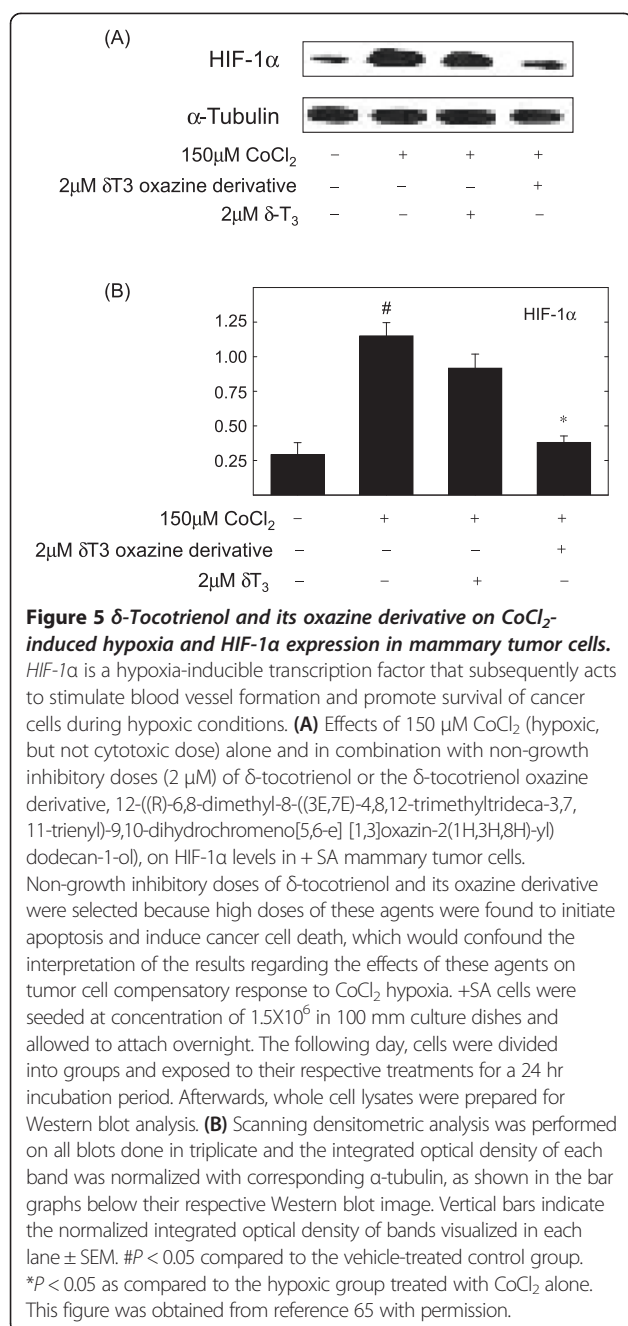 (A)
HIF-1α
α-Tubulin
150μM CoCl₂ – + + +
2μM δT3 oxazine derivative – – – +
2μM δ-T₃ – – + –
(B)
HIF-1α
#
*
1.25
1.00
0.75
0.50
0.25
150μM CoCl₂ – + + +
2μM δT3 oxazine derivative – – – +
2μM δT₃ – – + –
Figure 5 δ-Tocotrienol and its oxazine derivative on CoCl₂-
induced hypoxia and HIF-1α expression in mammary tumor cells.
HIF-1α is a hypoxia-inducible transcription factor that subsequently acts
to stimulate blood vessel formation and promote survival of cancer
cells during hypoxic conditions. (A) Effects of 150 μM CoCl₂ (hypoxic,
but not cytotoxic dose) alone and in combination with non-growth
inhibitory doses (2 μM) of δ-tocotrienol or the δ-tocotrienol oxazine
derivative, 12-((R)-6,8-dimethyl-8-((3E,7E)-4,8,12-trimethyltrideca-3,7,
11-trienyl)-9,10-dihydrochromeno[5,6-e] [1,3]oxazin-2(1H,3H,8H)-yl)
dodecan-1-ol), on HIF-1α levels in + SA mammary tumor cells.
Non-growth inhibitory doses of δ-tocotrienol and its oxazine derivative
were selected because high doses of these agents were found to initiate
apoptosis and induce cancer cell death, which would confound the
interpretation of the results regarding the effects of these agents on
tumor cell compensatory response to CoCl₂ hypoxia. +SA cells were
seeded at concentration of 1.5X10⁶ in 100 mm culture dishes and
allowed to attach overnight. The following day, cells were divided
into groups and exposed to their respective treatments for a 24 hr
incubation period. Afterwards, whole cell lysates were prepared for
Western blot analysis. (B) Scanning densitometric analysis was performed
on all blots done in triplicate and the integrated optical density of each
band was normalized with corresponding α-tubulin, as shown in the bar
graphs below their respective Western blot image. Vertical bars indicate
the normalized integrated optical density of bands visualized in each
lane ± SEM. #P < 0.05 compared to the vehicle-treated control group.
*P < 0.05 as compared to the hypoxic group treated with CoCl₂ alone.
This figure was obtained from reference 65 with permission.